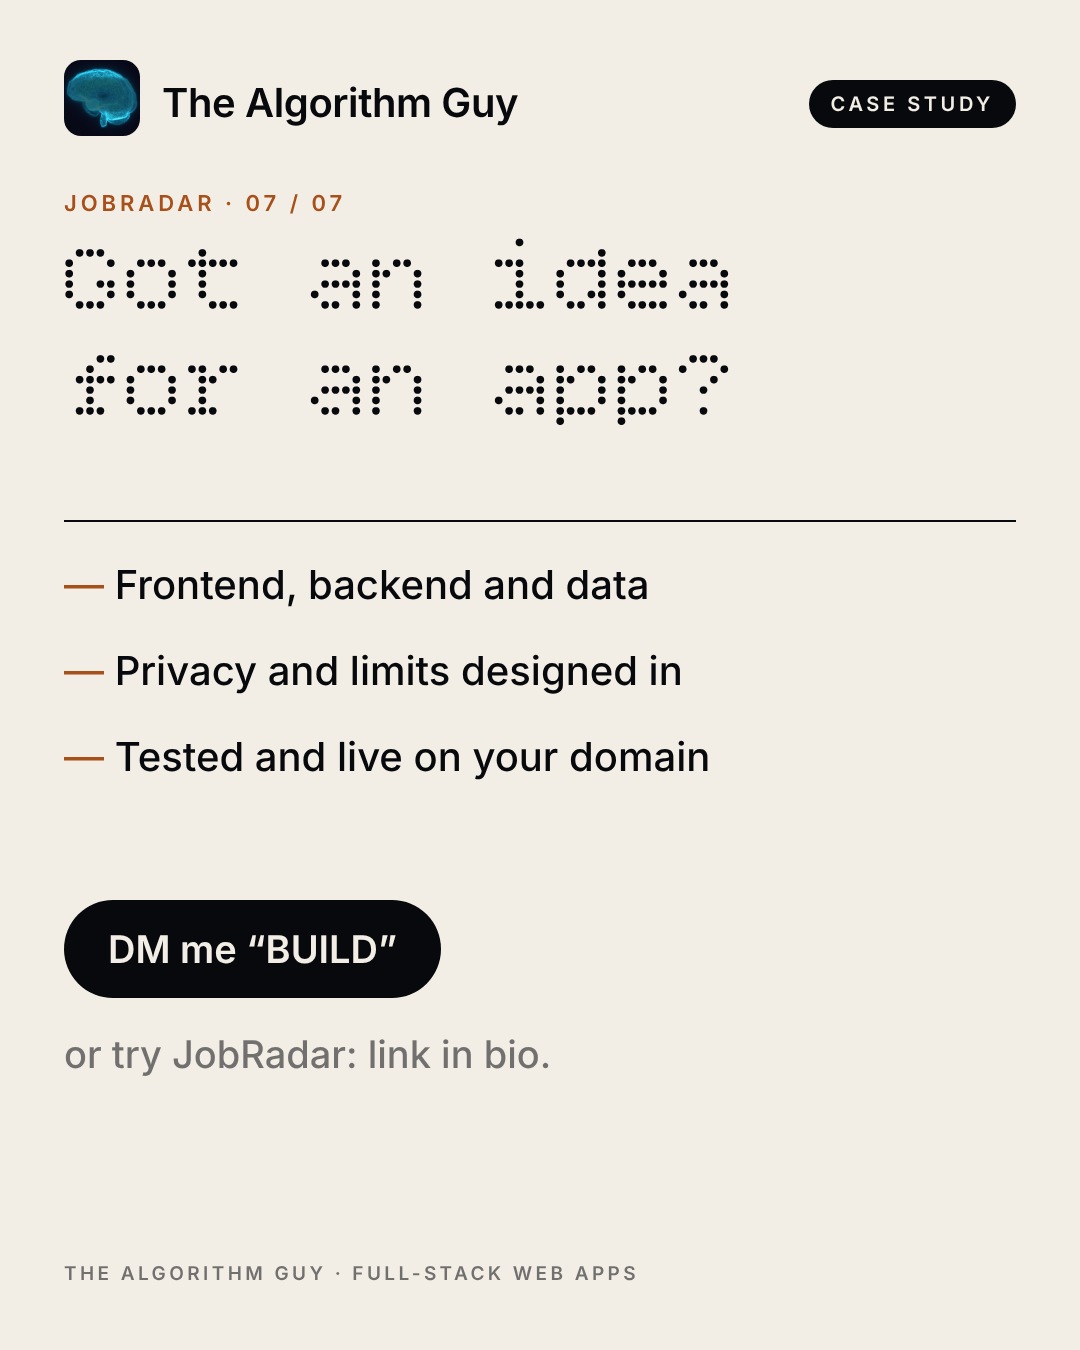 The Algorithm Guy
CASE STUDY
JOBRADAR · 07 / 07
Got an idea
for an app?
— Frontend, backend and data
— Privacy and limits designed in
— Tested and live on your domain
DM me “BUILD”
or try JobRadar: link in bio.
THE ALGORITHM GUY · FULL-STACK WEB APPS